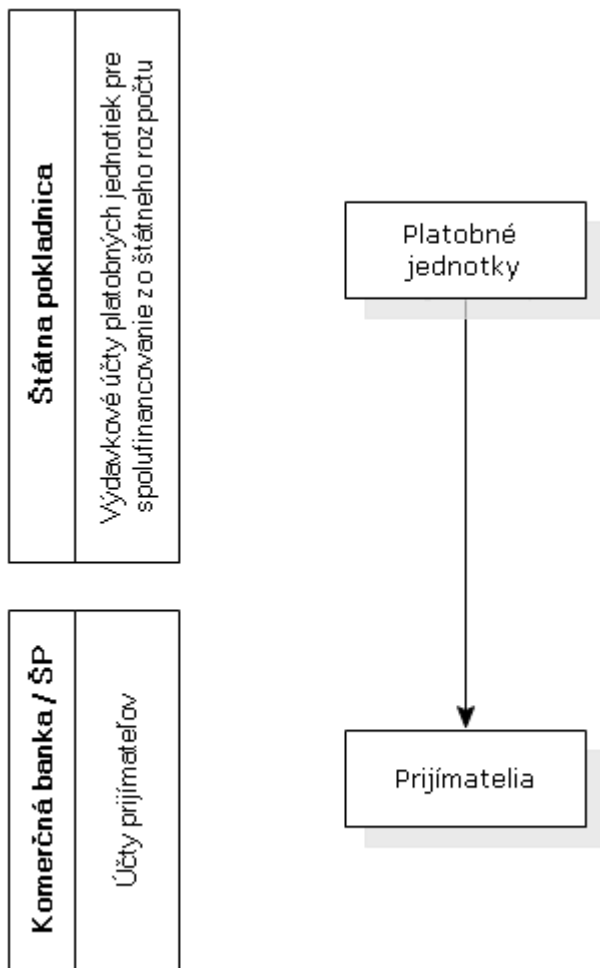 Štátna pokladnica
Výdavkové účty platobných jednotiek pre
spolufinancovanie zo štátneho rozpočtu
Platobné
jednotky
Komerčná banka / ŠP
Účty prijímateľov
Prijímatelia